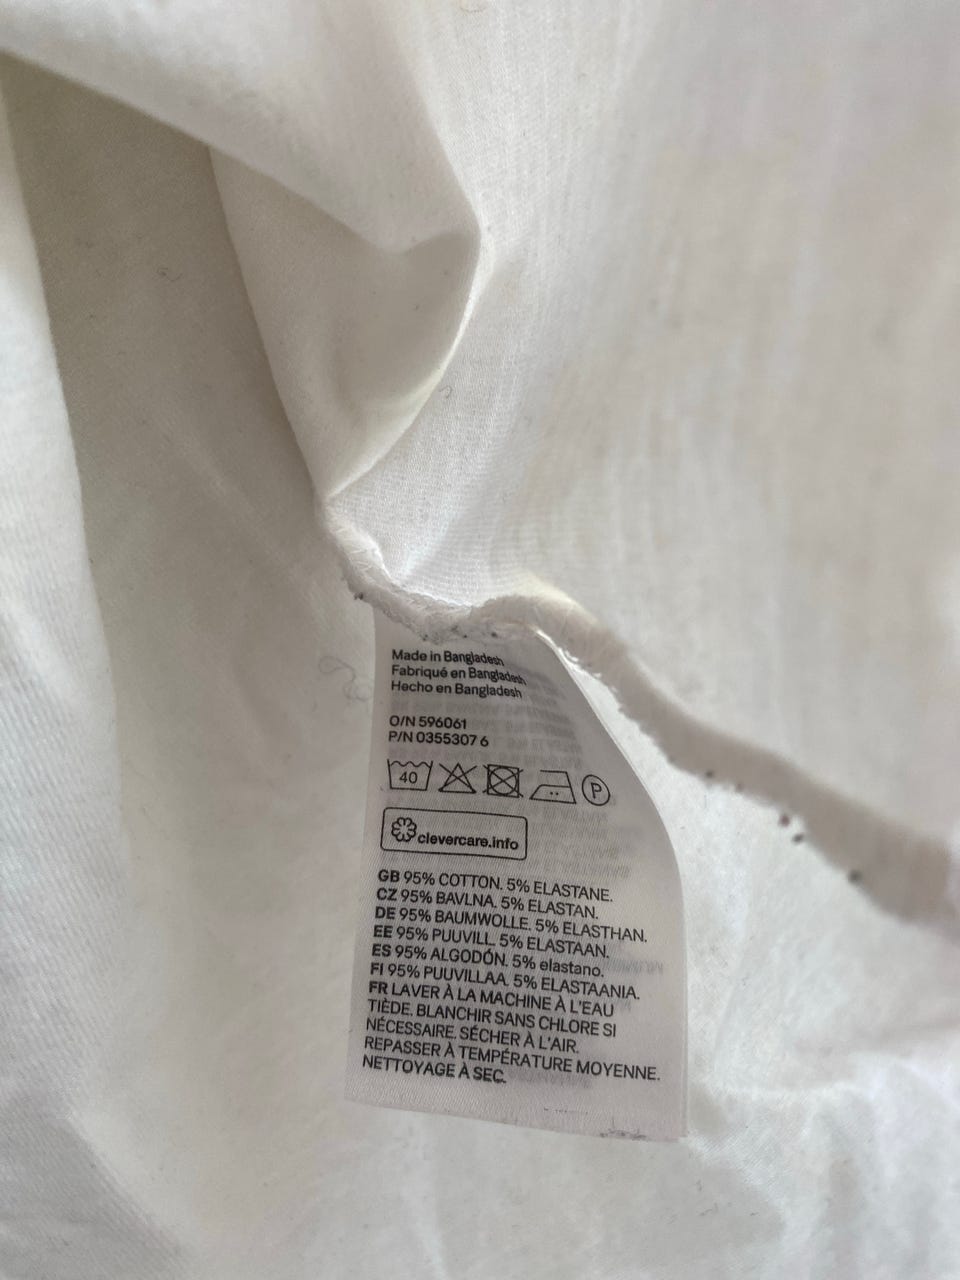 Made in Bangladesh
Fabriqué en Bangladesh
Hecho en Bangladesh
O/N 596061
P/N 0355307 6
40
P
clevercare.info
GB 95% COTTON. 5% ELASTANE.
CZ 95% BAVLNA. 5% ELASTAN.
DE 95% BAUMWOLLE. 5% ELASTHAN.
EE 95% PUUVILL. 5% ELASTAAN.
ES 95% ALGODÓN. 5% elastano.
FI 95% PUUVILLAA. 5% ELASTAANIA.
FR LAVER À LA MACHINE À L'EAU
TIÈDE. BLANCHIR SANS CHLORE SI
NÉCESSAIRE. SÉCHER À L'AIR.
REPASSER À TEMPÉRATURE MOYENNE.
NETTOYAGE À SEC.